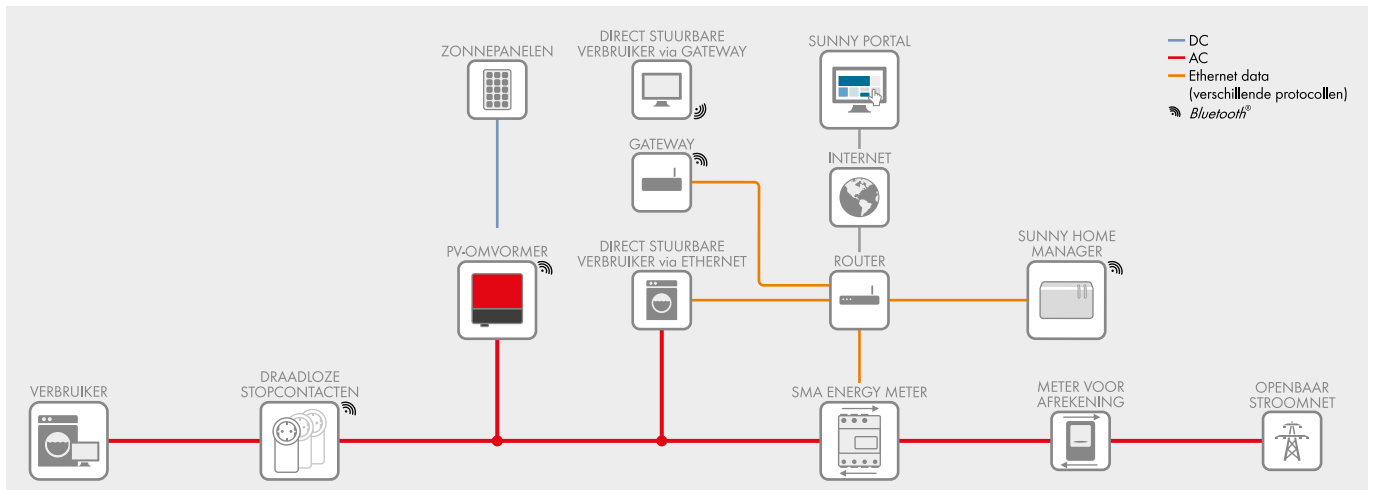 DIRECT STUURBARE
VERBRUIKER via GATEWAY
ZONNEPANELEN
SUNNY PORTAL
DC
AC
Ethernet data
(verschillende protocollen)
Bluetooth®
GATEWAY
INTERNET
PV-OMVORMER
DIRECT STUURBARE
VERBRUIKER via ETHERNET
ROUTER
SUNNY HOME
MANAGER
VERBRUIKER
DRAADLOZE
STOPCONTACTEN
SMA ENERGY METER
METER VOOR
AFREKENING
OPENBAAR
STROOMNET